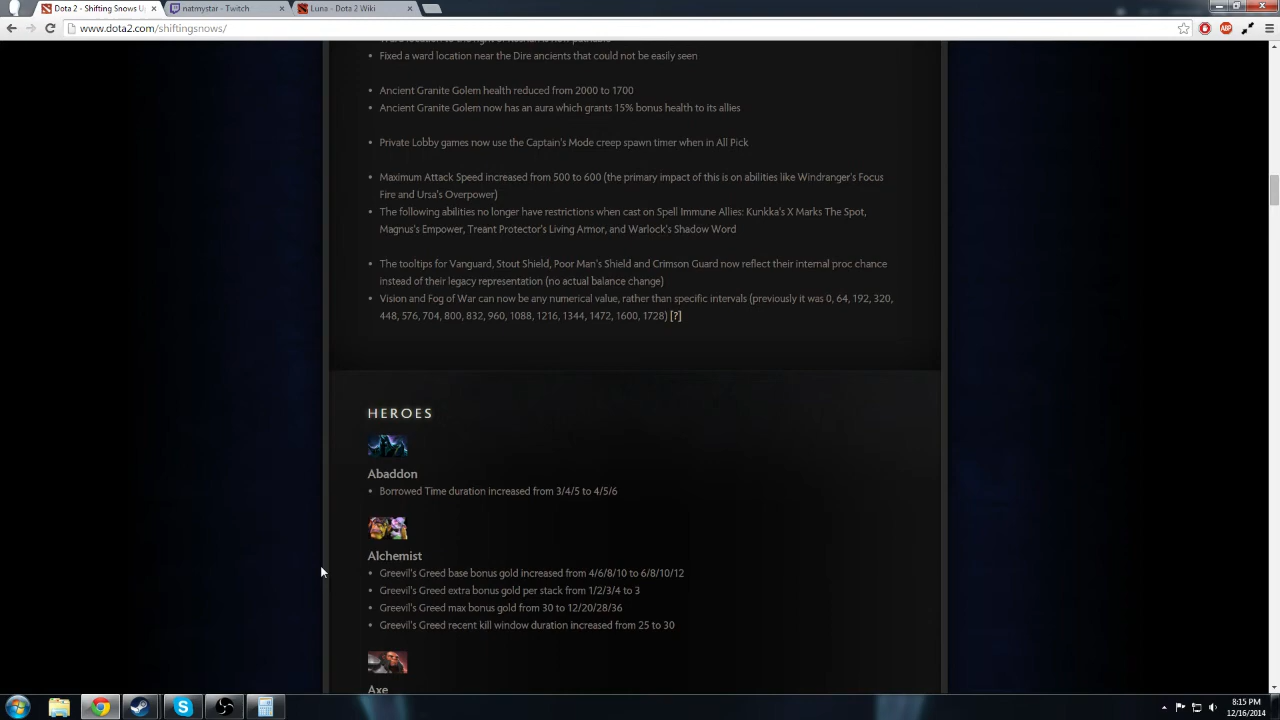 Dota 2 - Shifting Snows U
natmystar - Twitch
Luna - Dota 2 Wiki
www.dota2.com/shiftingsnows/
• Fixed a ward location near the Dire ancients that could not be easily seen
• Ancient Granite Golem health reduced from 2000 to 1700
• Ancient Granite Golem now has an aura which grants 15% bonus health to its allies
• Private Lobby games now use the Captain's Mode creep spawn timer when in All Pick
• Maximum Attack Speed increased from 500 to 600 (the primary impact of this is on abilities like Windranger's Focus
Fire and Ursa's Overpower)
• The following abilities no longer have restrictions when cast on Spell Immune Allies: Kunkka's X Marks The Spot,
Magnus's Empower, Treant Protector's Living Armor, and Warlock's Shadow Word
• The tooltips for Vanguard, Stout Shield, Poor Man's Shield and Crimson Guard now reflect their internal proc chance
instead of their legacy representation (no actual balance change)
• Vision and Fog of War can now be any numerical value, rather than specific intervals (previously it was 0, 64, 192, 320,
448, 576, 704, 800, 832, 960, 1088, 1216, 1344, 1472, 1600, 1728) [?]
HEROES
Abaddon
• Borrowed Time duration increased from 3/4/5 to 4/5/6
Alchemist
• Greevil's Greed base bonus gold increased from 4/6/8/10 to 6/8/10/12
• Greevil's Greed extra bonus gold per stack from 1/2/3/4 to 3
• Greevil's Greed max bonus gold from 30 to 12/20/28/36
• Greevil's Greed recent kill window duration increased from 25 to 30
Axe
8:15 PM
12/16/2014